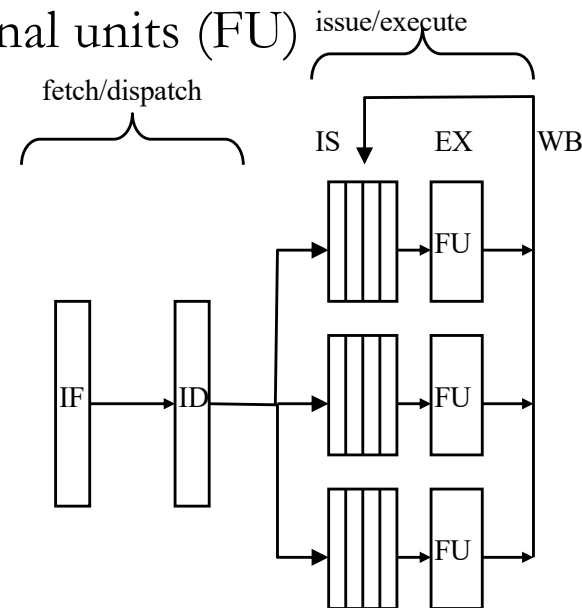 nal units (FU)
issue/execute
fetch/dispatch
IS EX WB
FU
IF ID FU
FU